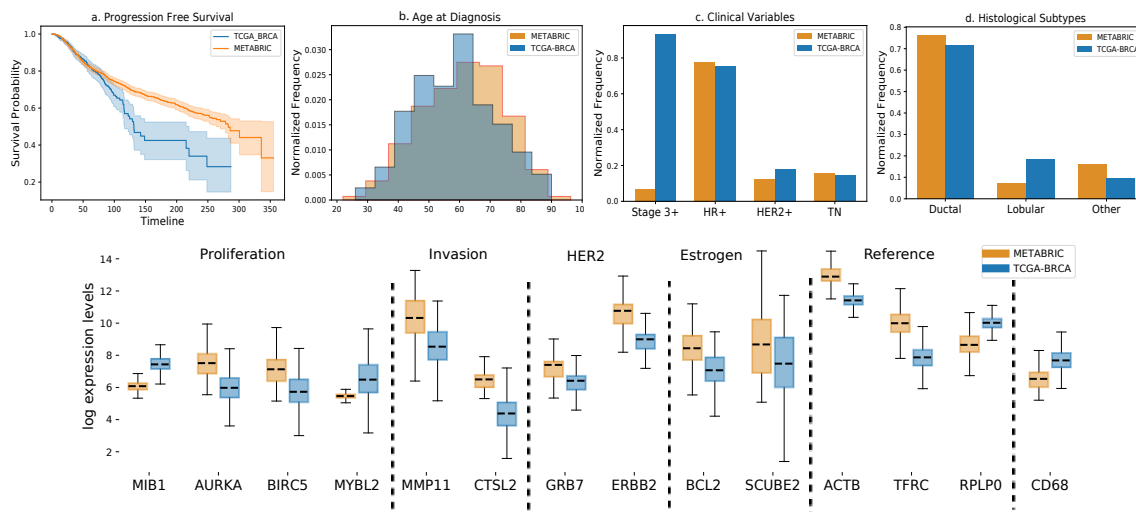 a. Progression Free Survival
b. Age at Diagnosis
c. Clinical Variables
d. Histological Subtypes
TCGA_BRCA
METABRIC
Survival Probability
1.0
0.8
0.6
0.4
0.2
0
50
100
150
200
250
300
350
Timeline
METABRIC
TCGA-BRCA
Normalized Frequency
0.030
0.025
0.020
0.015
0.010
0.005
0.000
20
30
40
50
60
70
80
90
100
METABRIC
TCGA-BRCA
Normalized Frequency
0.8
0.6
0.4
0.2
0.0
Stage 3+
HR+
HER2+
TN
METABRIC
TCGA-BRCA
Normalized Frequency
0.8
0.7
0.6
0.5
0.4
0.3
0.2
0.1
0.0
Ductal
Lobular
Other
Proliferation
Invasion
HER2
Estrogen
Reference
METABRIC
TCGA-BRCA
log expression levels
14
12
10
8
6
4
2
MIB1
AURKA
BIRC5
MYBL2
MMP11
CTSL2
GRB7
ERBB2
BCL2
SCUBE2
ACTB
TFRC
RPLP0
CD68